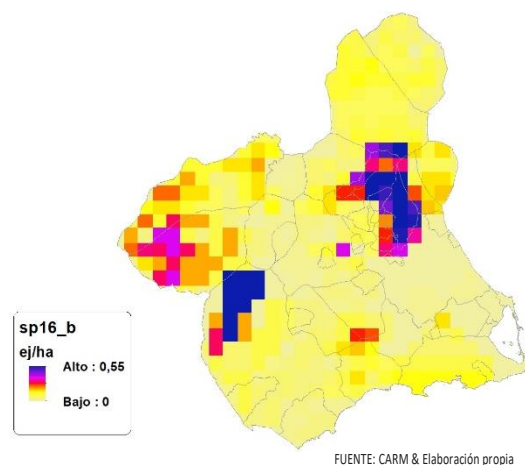 sp16_b
ej/ha
Alto : 0,55
Bajo : 0
FUENTE: CARM & Elaboración propia